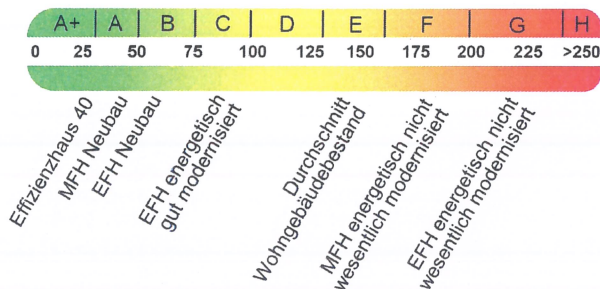 A+ A B C D E F G H
0 25 50 75 100 125 150 175 200 225 >250
Effizienzhaus 40
MFH Neubau
EFH Neubau
EFH energetisch
gut modernisiert
Durchschnitt
Wohngebäudebestand
MFH energetisch nicht
wesentlich modernisiert
EFH energetisch nicht
wesentlich modernisiert